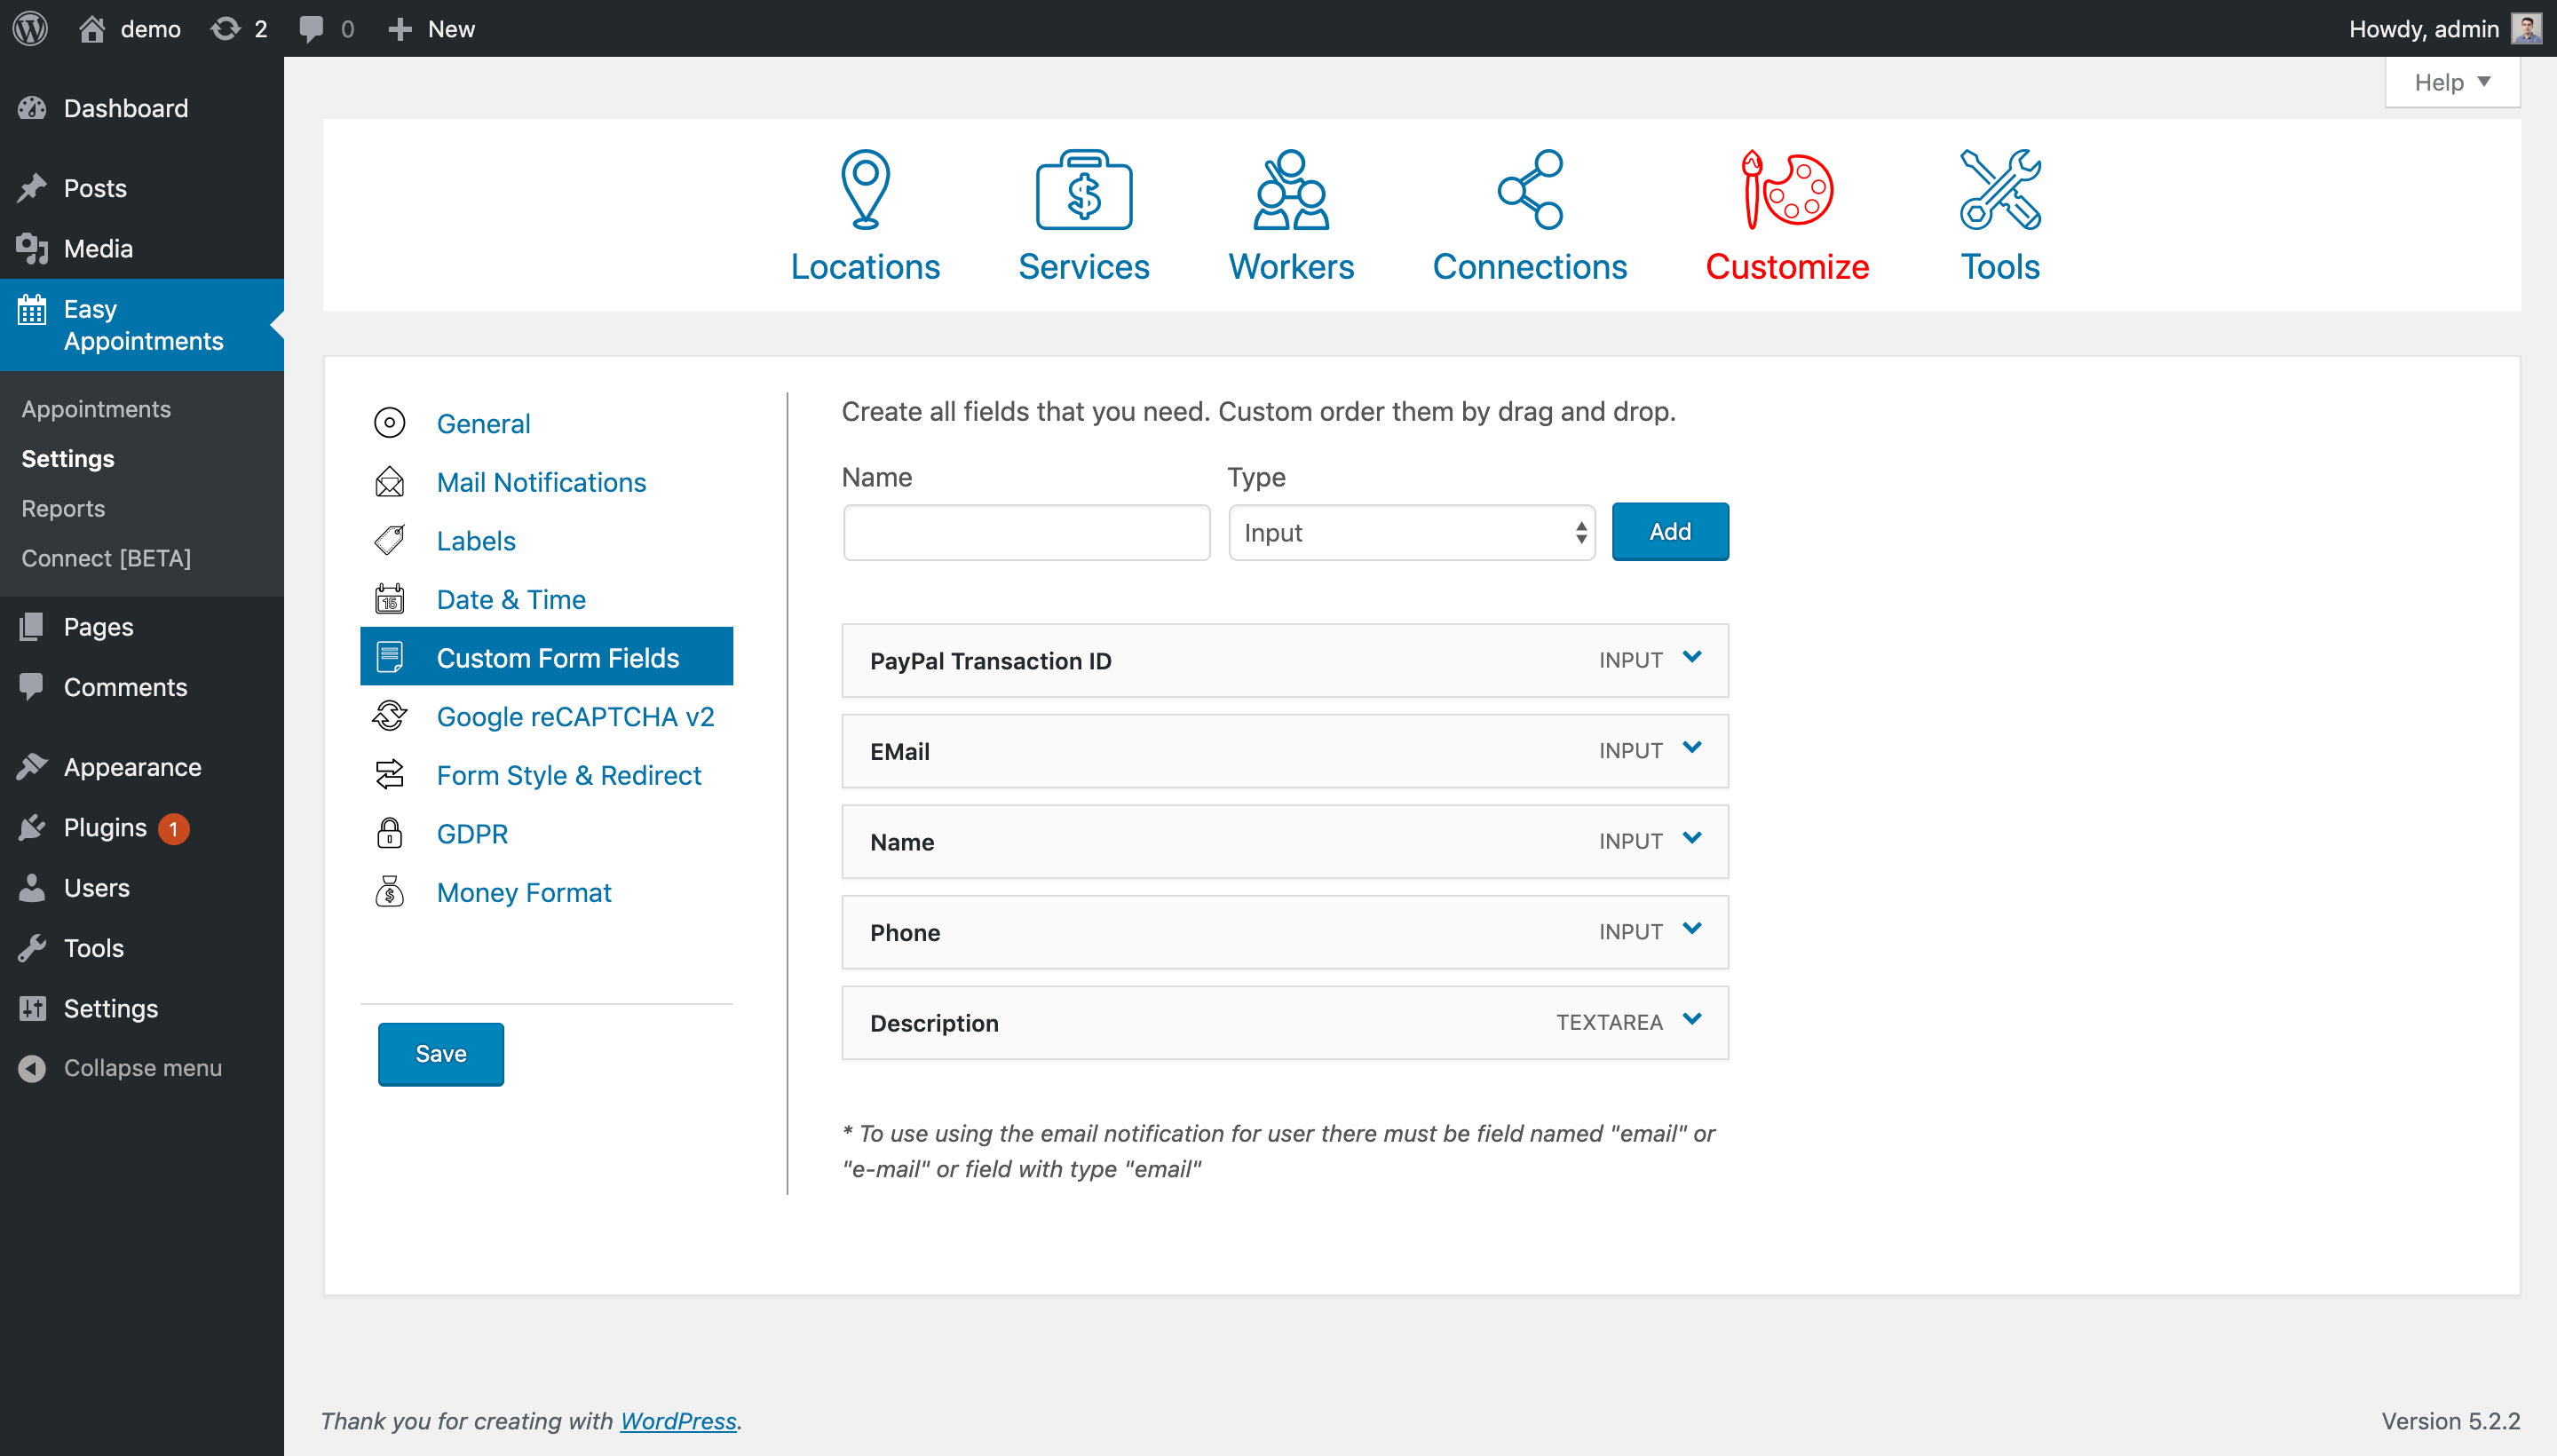 demo
2
0
New
Howdy, admin
Dashboard
Posts
Media
Easy
Appointments
Appointments
Settings
Reports
Connect [BETA]
Pages
Comments
Appearance
Plugins 1
Users
Tools
Settings
Collapse menu
Help
Locations
Services
Workers
Connections
Customize
Tools
General
Mail Notifications
Labels
15
Date & Time
Custom Form Fields
Google reCAPTCHA v2
Form Style & Redirect
GDPR
Money Format
Save
Create all fields that you need. Custom order them by drag and drop.
Name
Type
Input
Add
PayPal Transaction ID INPUT
EMail INPUT
Name INPUT
Phone INPUT
Description TEXTAREA
* To use using the email notification for user there must be field named "email" or
"e-mail" or field with type "email"
Thank you for creating with WordPress.
Version 5.2.2